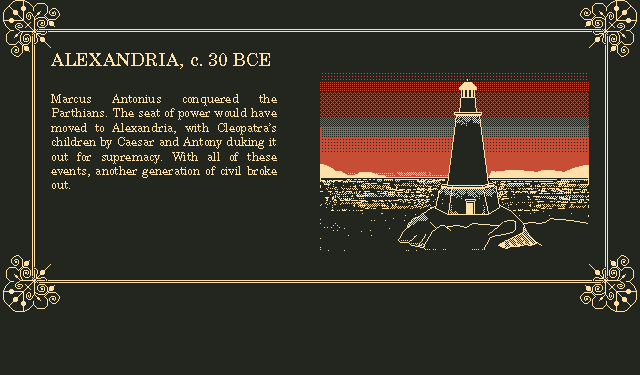 ALEXANDRIA, c. 30 BCE
Marcus Antonius conquered the
Parthians. The seat of power would have
moved to Alexandria, with Cleopatra's
children by Caesar and Antony duking it
out for supremacy. With all of these
events, another generation of civil broke
out.